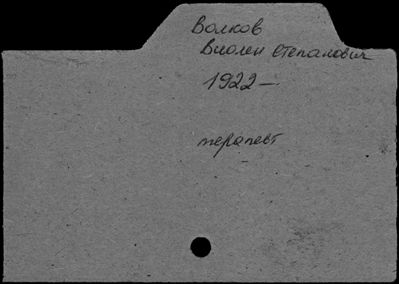 Волков
Виолен Степанович
1922 —
терапевт